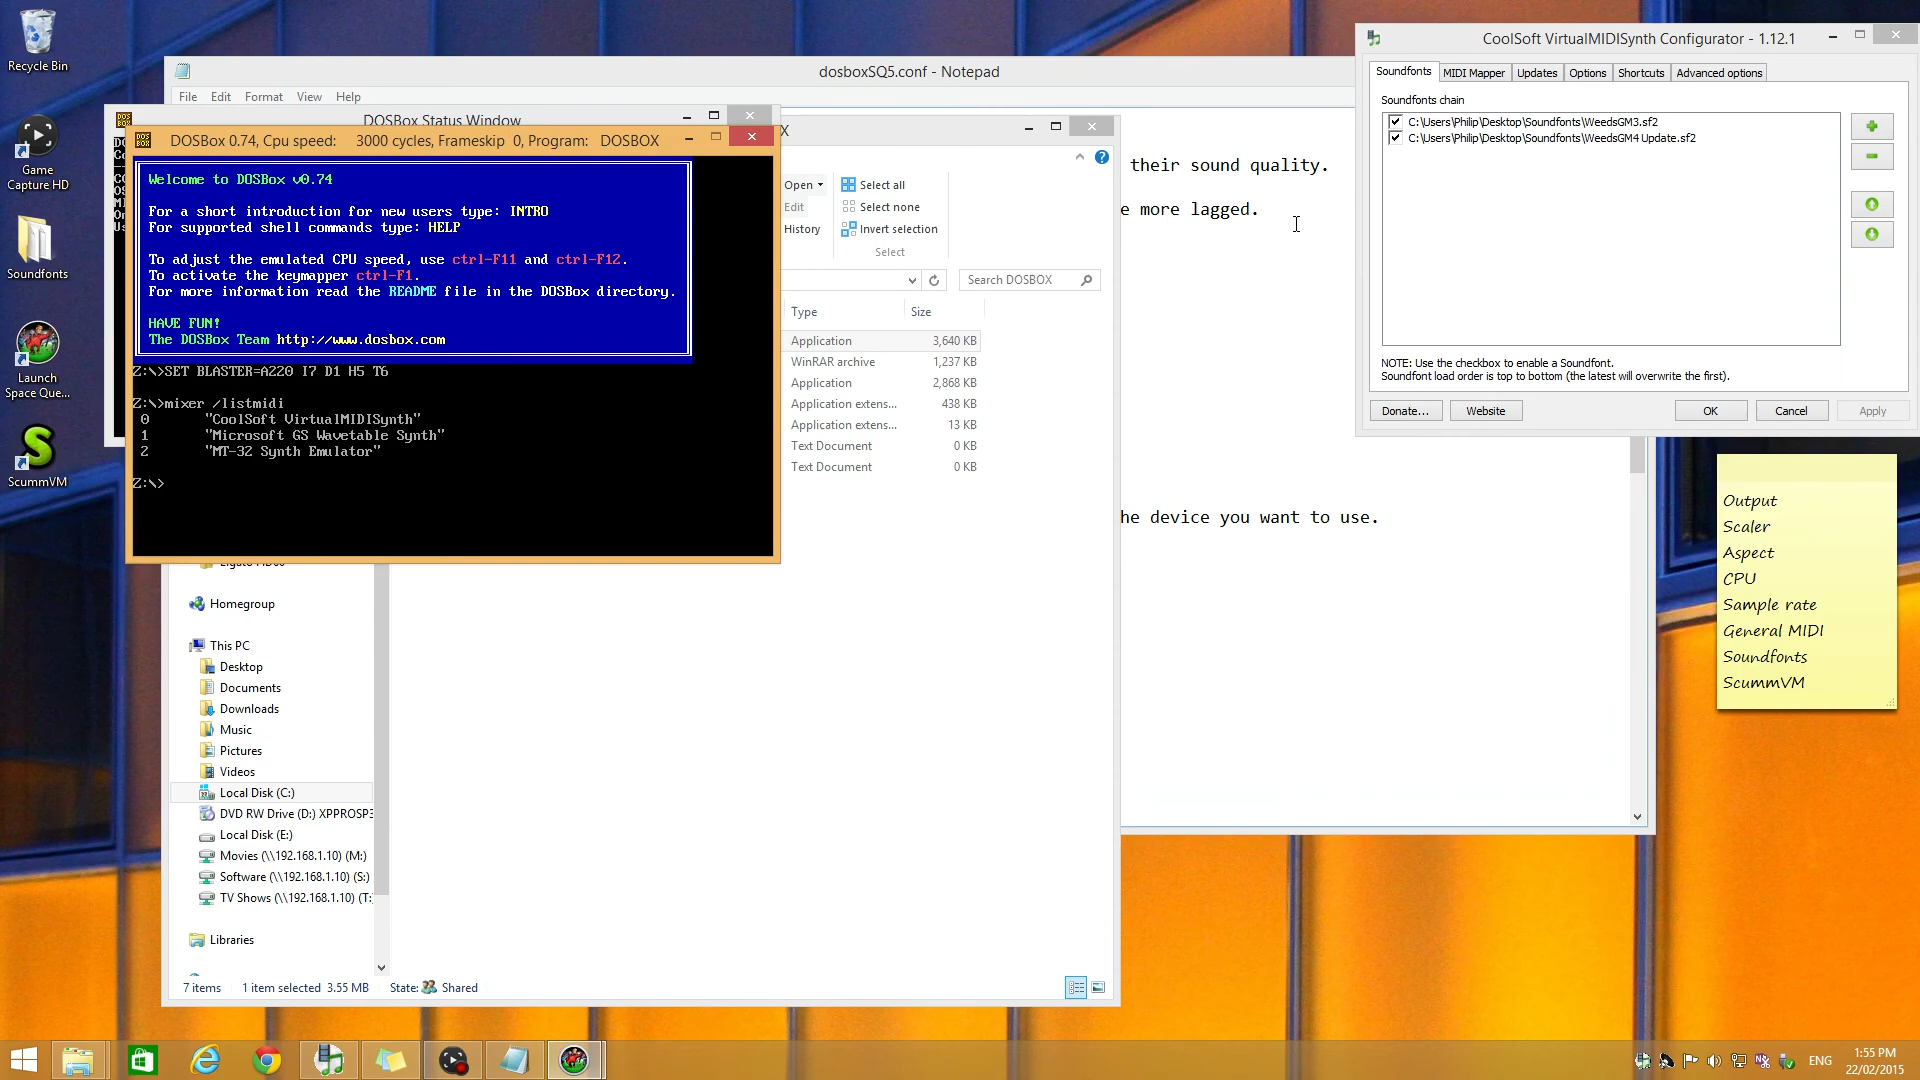 Recycle Bin
Game
Capture HD
Soundfonts
Launch
Space Que...
ScummVM
dosboxSQ5.conf - Notepad
File Edit Format View Help
their sound quality.
e more lagged.
he device you want to use.
DOSBox Status Window
DOSBox 0.74, Cpu speed: 3000 cycles, Frameskip 0, Program: DOSBOX
Welcome to DOSBox v0.74
For a short introduction for new users type: INTRO
For supported shell commands type: HELP
To adjust the emulated CPU speed, use ctrl-F11 and ctrl-F12.
To activate the keymapper ctrl-F1.
For more information read the README file in the DOSBox directory.
HAVE FUN!
The DOSBox Team http://www.dosbox.com
Z:\>SET BLASTER=A220 I7 D1 H5 T6
Z:\>mixer /listmidi
0 "CoolSoft VirtualMIDISynth"
1 "Microsoft GS Wavetable Synth"
2 "MT-32 Synth Emulator"
Z:\>
X
Open
Edit
History
Select all
Select none
Invert selection
Select
Search DOSBOX
Type Size
Application 3,640 KB
WinRAR archive 1,237 KB
Application 2,868 KB
Application extens... 438 KB
Application extens... 13 KB
Text Document 0 KB
Text Document 0 KB
Homegroup
This PC
Desktop
Documents
Downloads
Music
Pictures
Videos
Local Disk (C:)
DVD RW Drive (D:) XPPROSP3
Local Disk (E:)
Movies (\\192.168.1.10) (M:)
Software (\\192.168.1.10) (S:)
TV Shows (\\192.168.1.10) (T:
Libraries
7 items 1 item selected 3.55 MB State: Shared
CoolSoft VirtualMIDISynth Configurator - 1.12.1
Soundfonts MIDI Mapper Updates Options Shortcuts Advanced options
Soundfonts chain
C:\Users\Philip\Desktop\Soundfonts\WeedsGM3.sf2
C:\Users\Philip\Desktop\Soundfonts\WeedsGM4 Update.sf2
NOTE: Use the checkbox to enable a Soundfont.
Soundfont load order is top to bottom (the latest will overwrite the first).
Donate... Website OK Cancel Apply
Output
Scaler
Aspect
CPU
Sample rate
General MIDI
Soundfonts
ScummVM
ENG
1:55 PM
22/02/2015